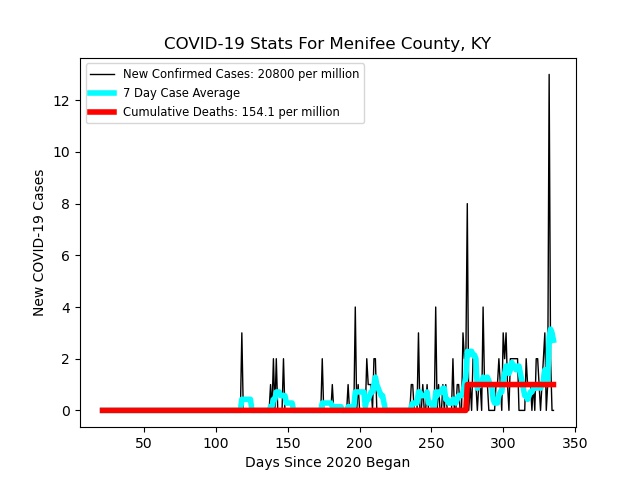 COVID-19 Stats For Menifee County, KY
New Confirmed Cases: 20800 per million
7 Day Case Average
Cumulative Deaths: 154.1 per million
New COVID-19 Cases
12
10
8
6
4
2
0
50 100 150 200 250 300 350
Days Since 2020 Began